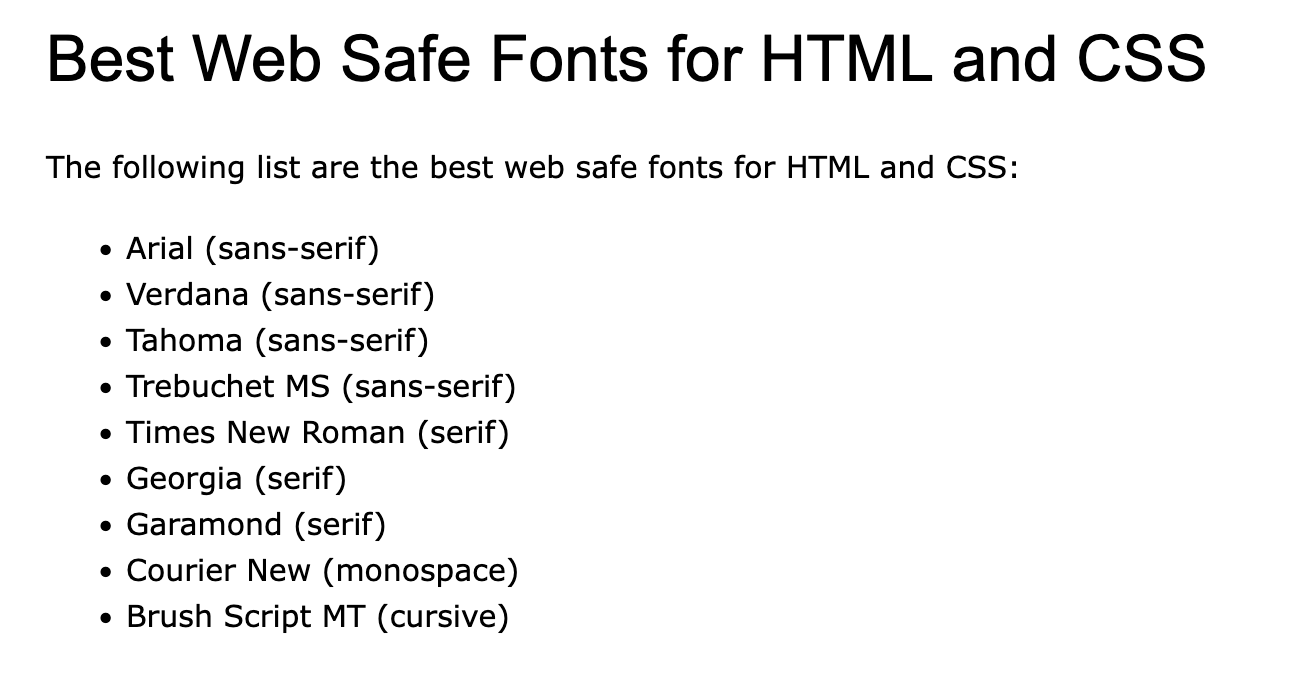 Best Web Safe Fonts for HTML and CSS
The following list are the best web safe fonts for HTML and CSS:
• Arial (sans-serif)
• Verdana (sans-serif)
• Tahoma (sans-serif)
• Trebuchet MS (sans-serif)
• Times New Roman (serif)
• Georgia (serif)
• Garamond (serif)
• Courier New (monospace)
• Brush Script MT (cursive)